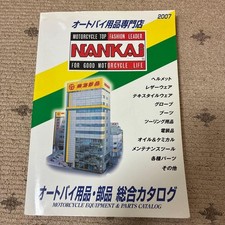 オートバイ用品専門店
2007
MOTORCYCLE TOP FASHION LEADER
NANKAI
FOR GOOD MOTORCYCLE LIFE
ヘルメット
レザーウェア
テキスタイルウェア
グローブ
ブーツ
ツーリング用品
電装品
オイル&ケミカル
メンテナンスツール
各種パーツ
その他
南海部品
オートバイ用品・部品 総合カタログ
MOTORCYCLE EQUIPMENT & PARTS CATALOG